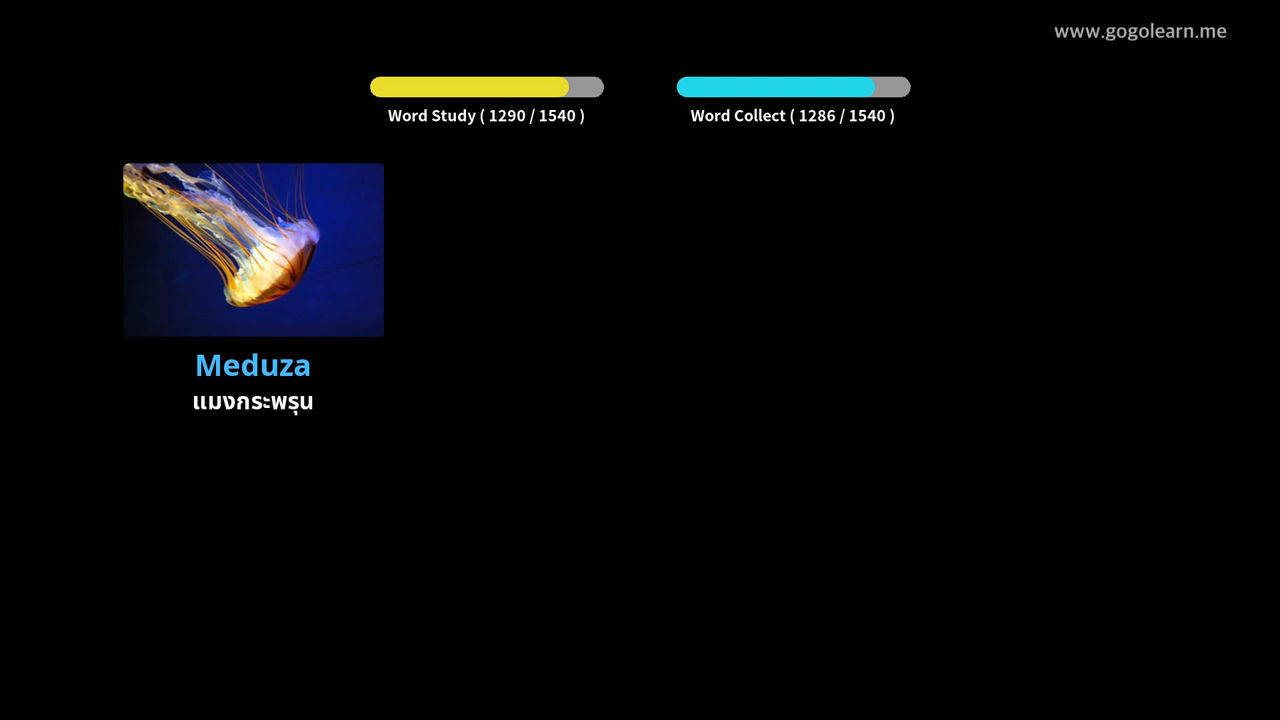 www.gogolearn.me
Word Study ( 1290 / 1540 )
Word Collect ( 1286 / 1540 )
Meduza
แมงกะพรุน